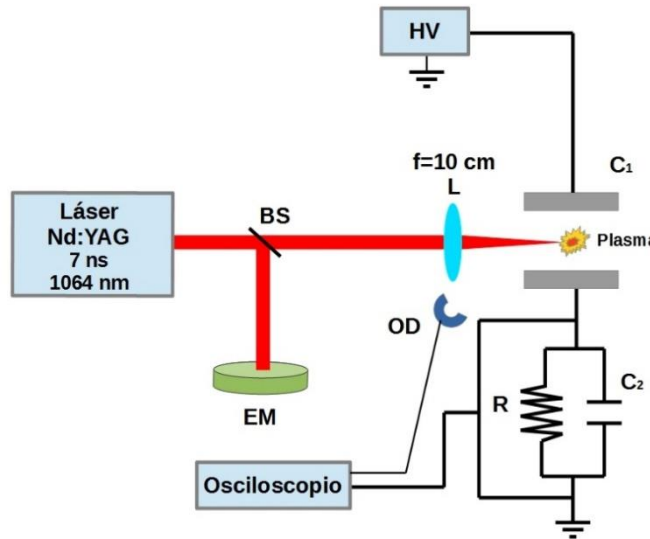 HV
f=10 cm
L
C₁
Láser
Nd:YAG
7 ns
1064 nm
BS
Plasma
OD
EM
R
C₂
Osciloscopio